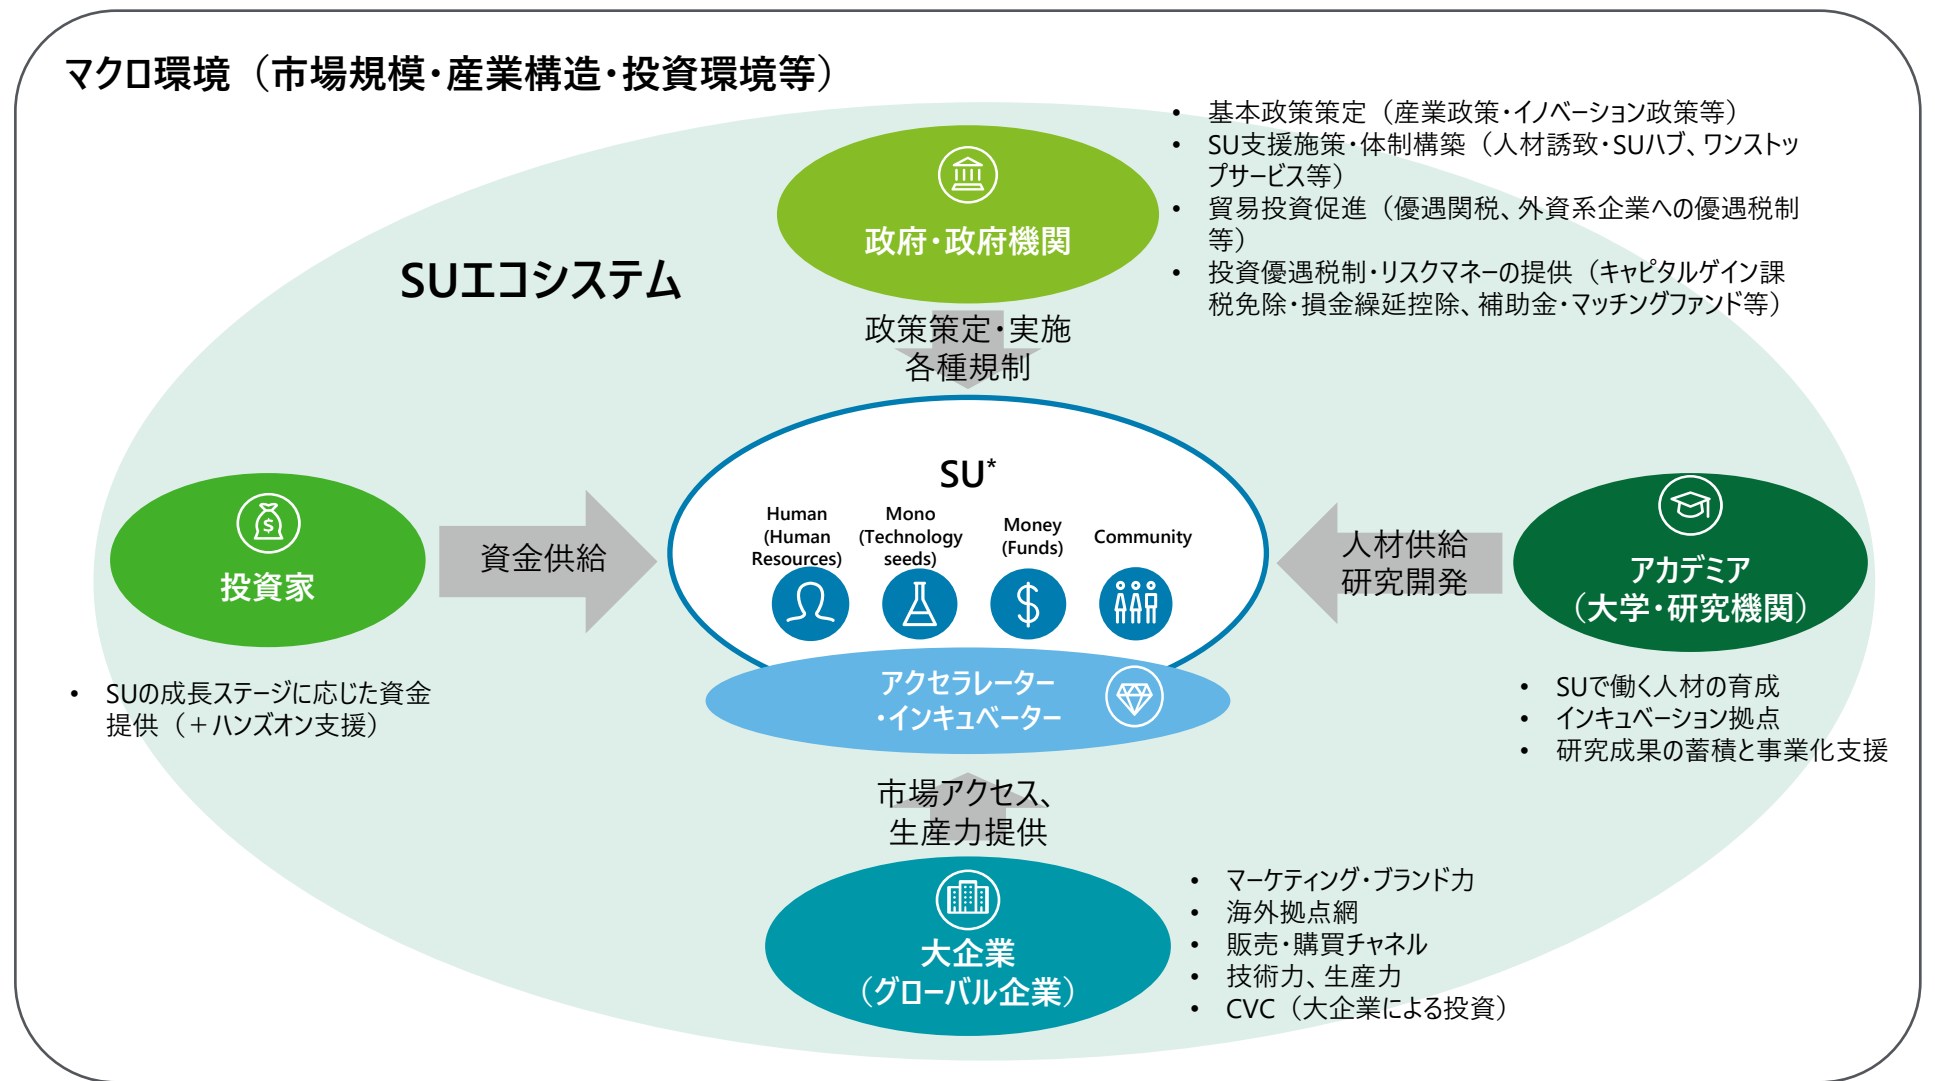 マクロ環境（市場規模・産業構造・投資環境等）
• 基本政策策定（産業政策・イノベーション政策等）
• SU支援施策・体制構築（人材誘致・SUハブ、ワンストッ
プサービス等）
• 貿易投資促進（優遇関税、外資系企業への優遇税制
等）
• 投資優遇税制・リスクマネーの提供（キャピタルゲイン課
税免除・損金繰延控除、補助金・マッチングファンド等）
政府・政府機関
SUエコシステム
政策策定・実施
各種規制
SU*
Human
(Human
Resources)
Mono
(Technology
seeds)
Money
(Funds)
Community
投資家
資金供給
人材供給
研究開発
アカデミア
（大学・研究機関）
アクセラレーター
・インキュベーター
• SUの成長ステージに応じた資金
提供（＋ハンズオン支援）
• SUで働く人材の育成
• インキュベーション拠点
• 研究成果の蓄積と事業化支援
市場アクセス、
生産力提供
大企業
（グローバル企業）
• マーケティング・ブランド力
• 海外拠点網
• 販売・購買チャネル
• 技術力、生産力
• CVC（大企業による投資）